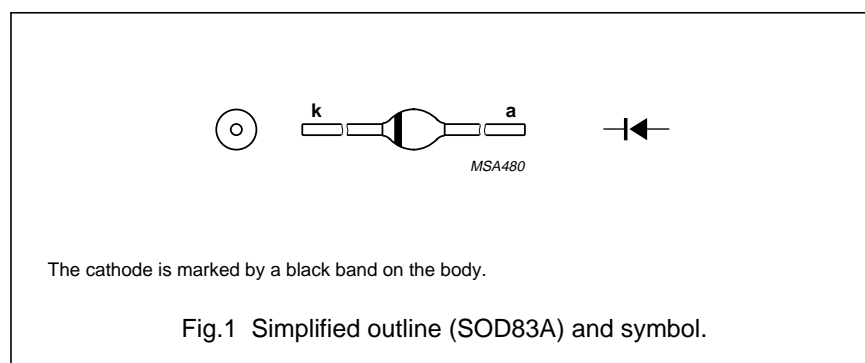 k a
MSA480
The cathode is marked by a black band on the body.
Fig.1 Simplified outline (SOD83A) and symbol.